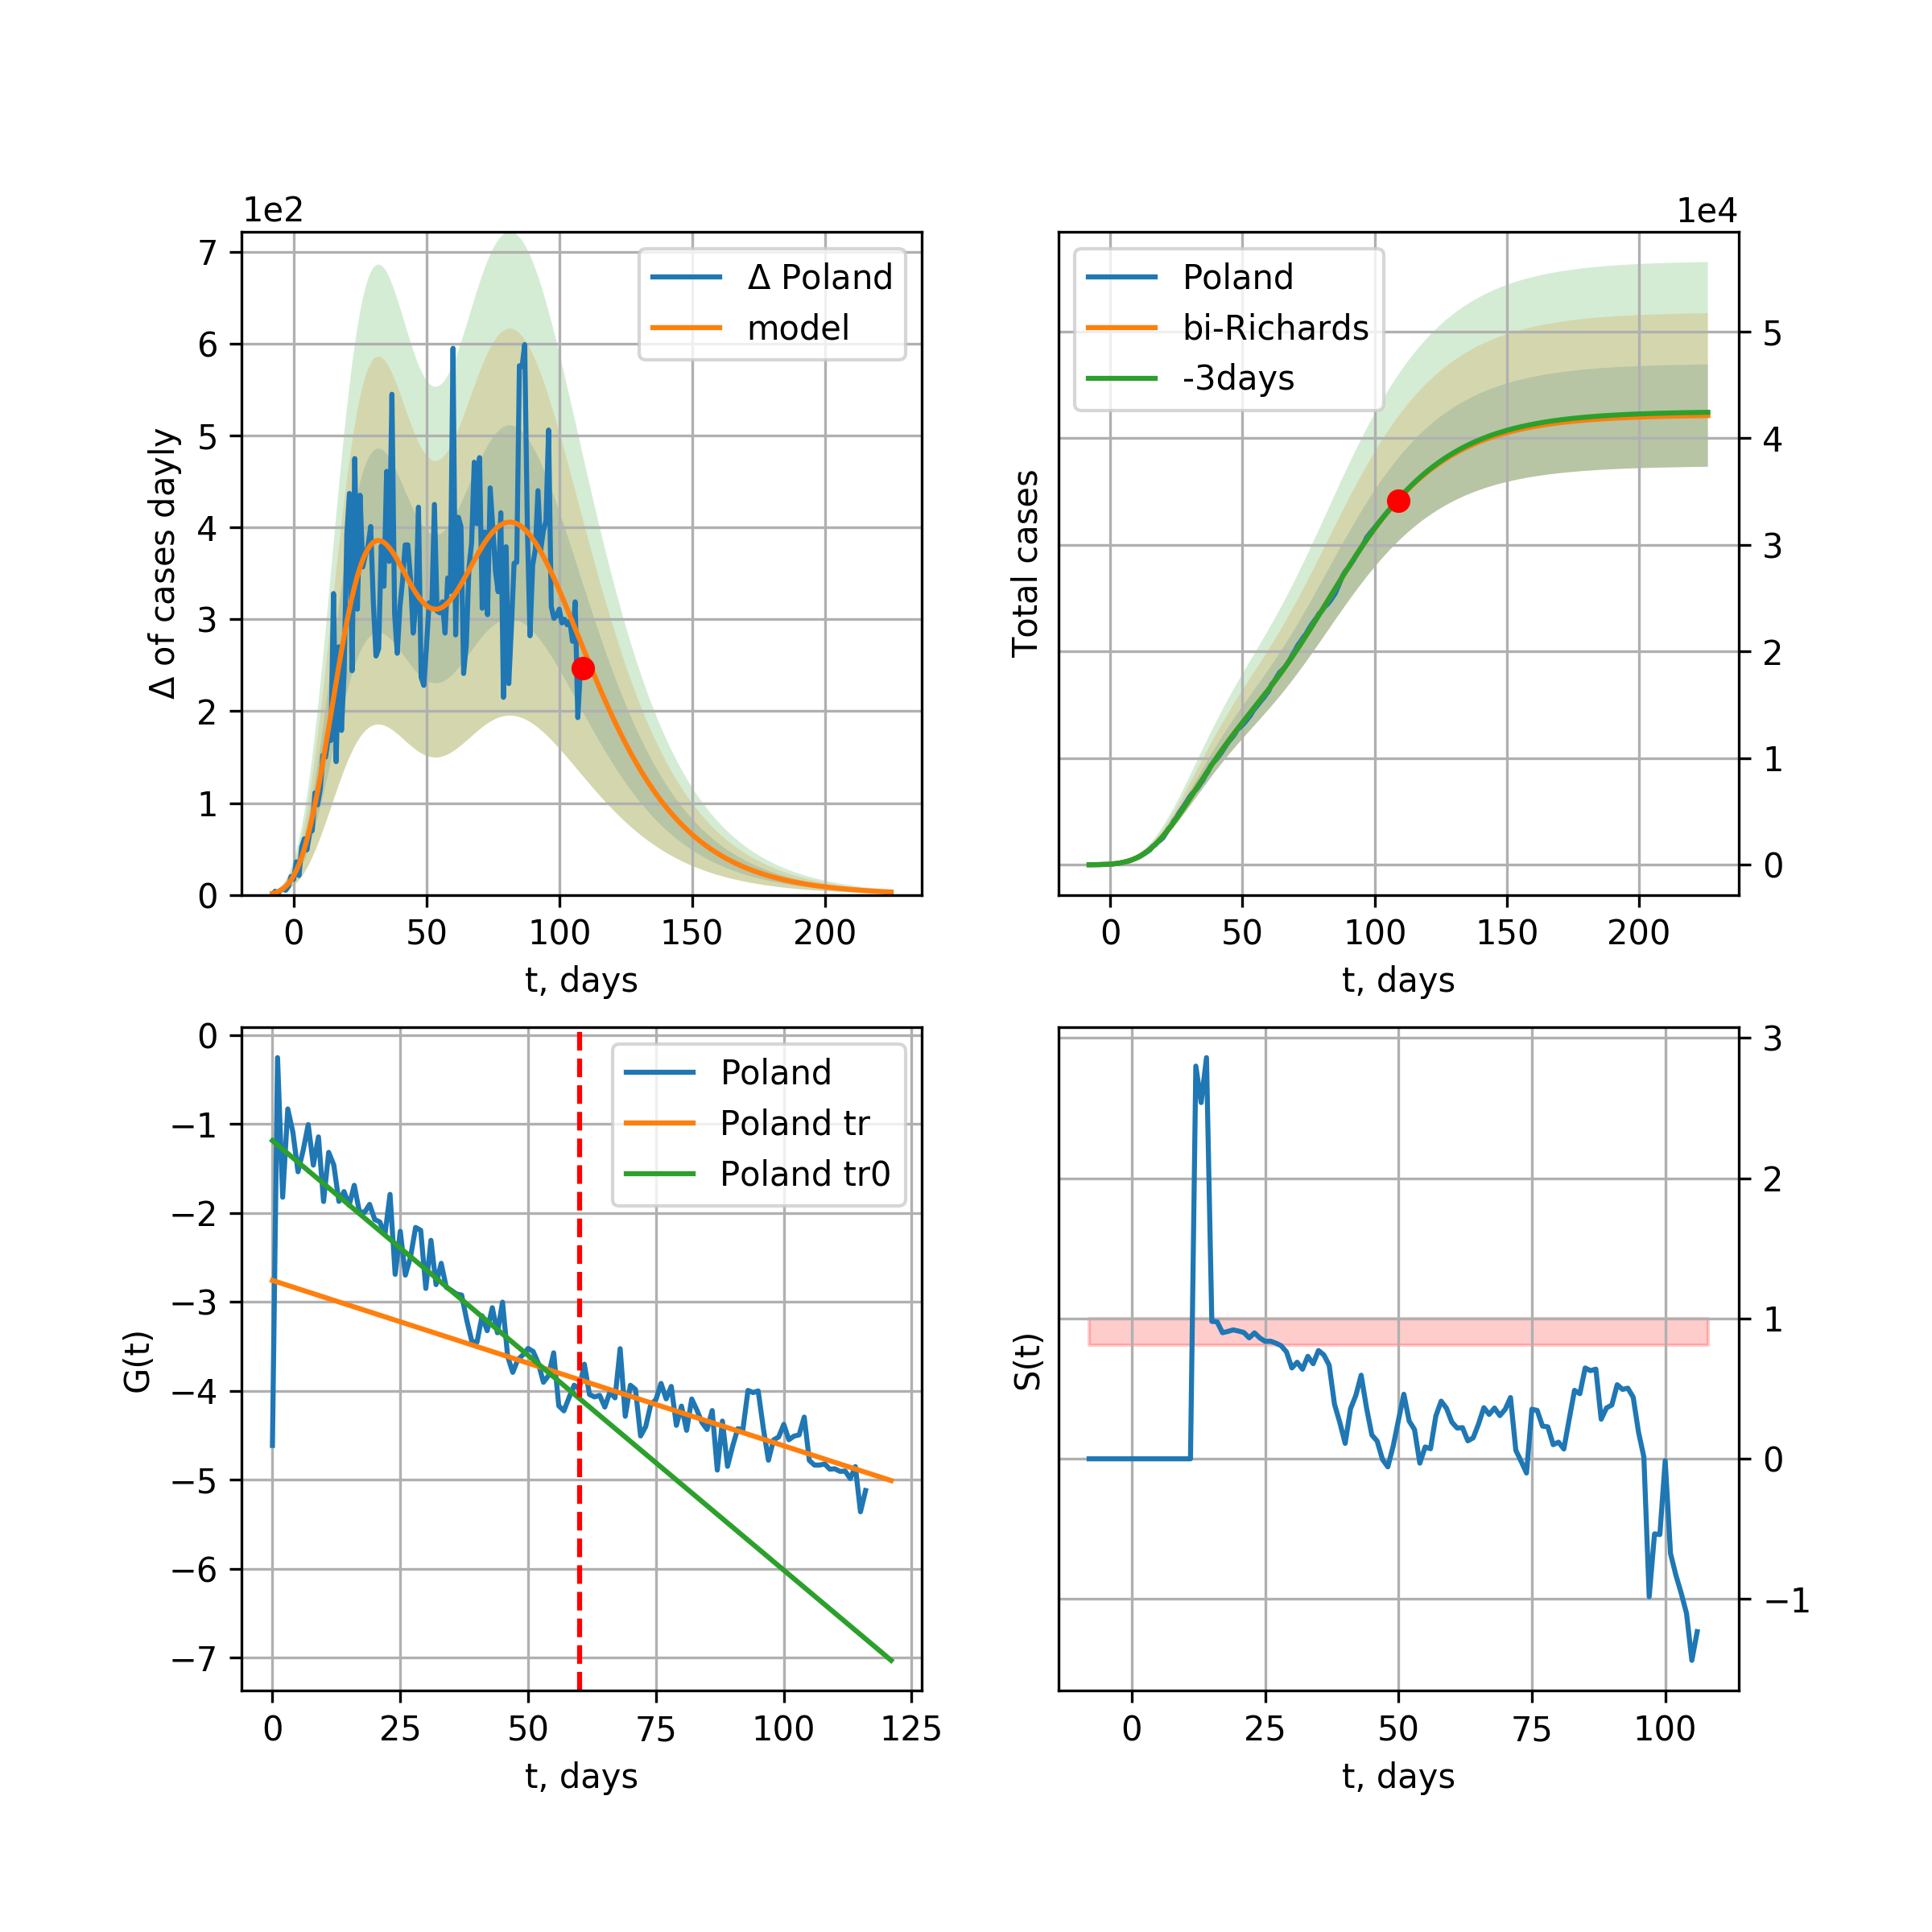 1e2
7
6
5
4
3
2
1
0
Δ of cases dayly
Δ Poland
model
0 50 100 150 200
t, days
1e4
Poland
bi-Richards
-3days
Total cases
5
4
3
2
1
0
0 50 100 150 200
t, days
0
−1
−2
−3
−4
−5
−6
−7
G(t)
Poland
Poland tr
Poland tr0
0 25 50 75 100 125
t, days
S(t)
3
2
1
0
−1
0 25 50 75 100
t, days